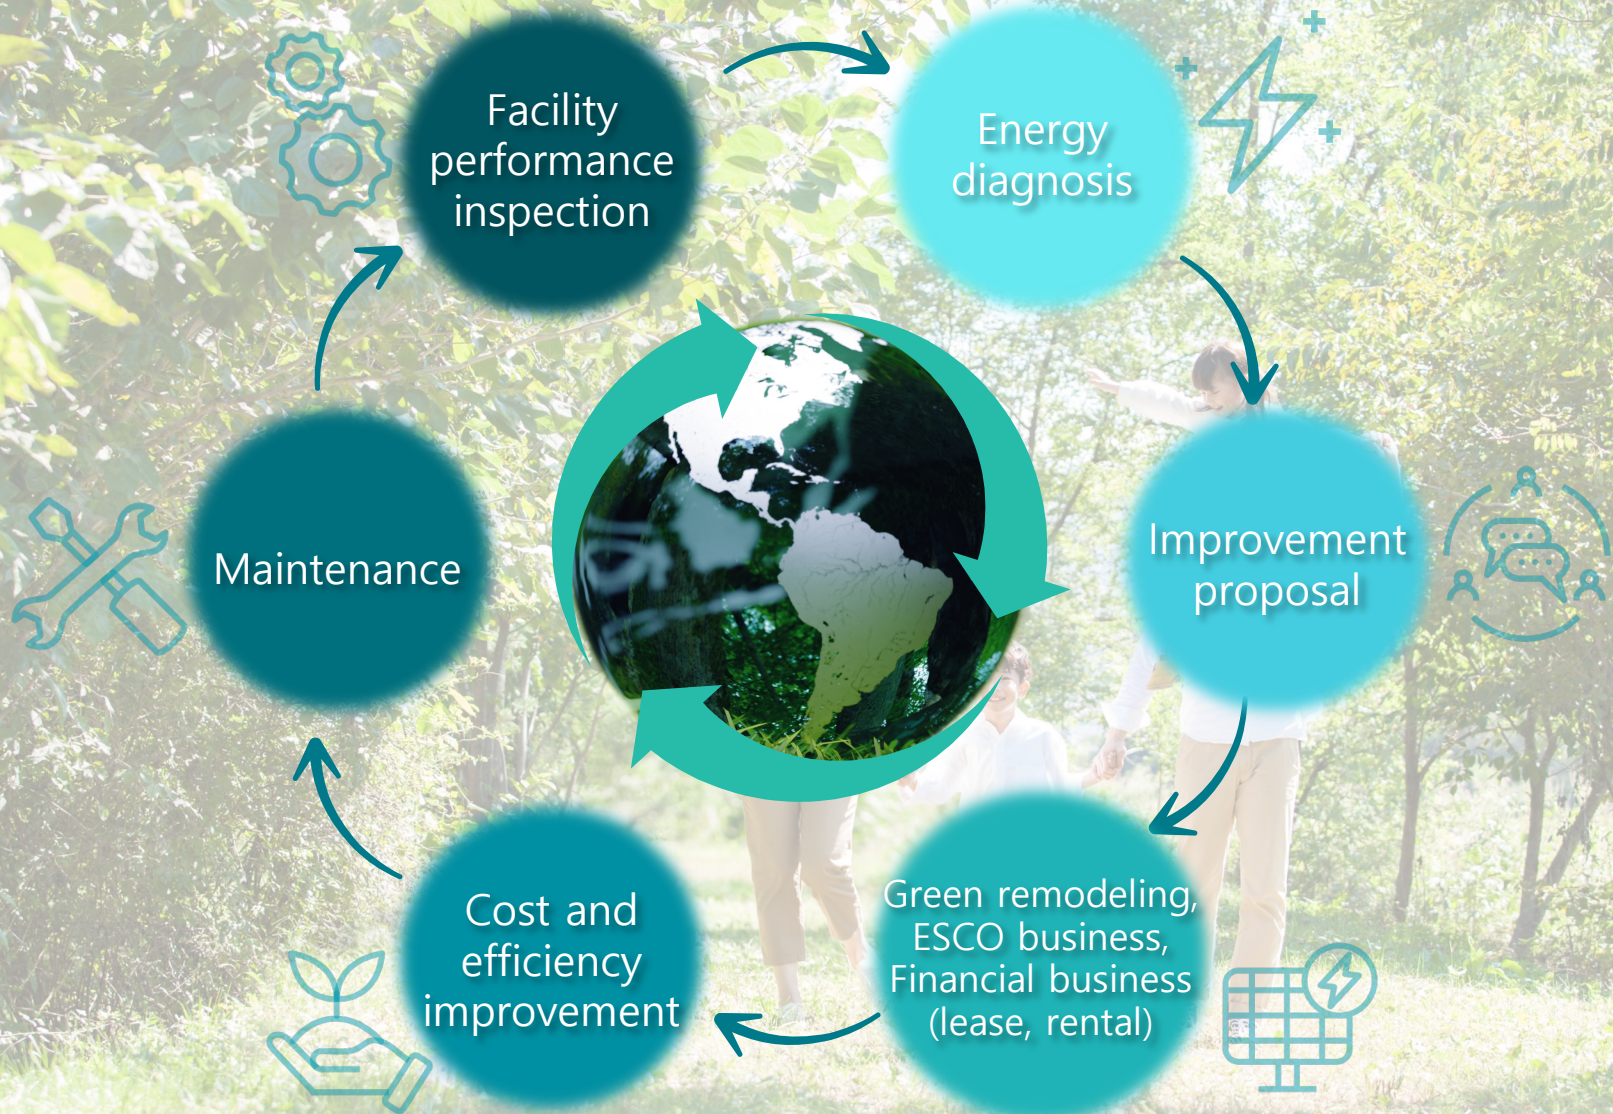 Facility
performance
inspection
Energy
diagnosis
Improvement
proposal
Green remodeling,
ESCO business,
Financial business
(lease, rental)
Cost and
efficiency
improvement
Maintenance